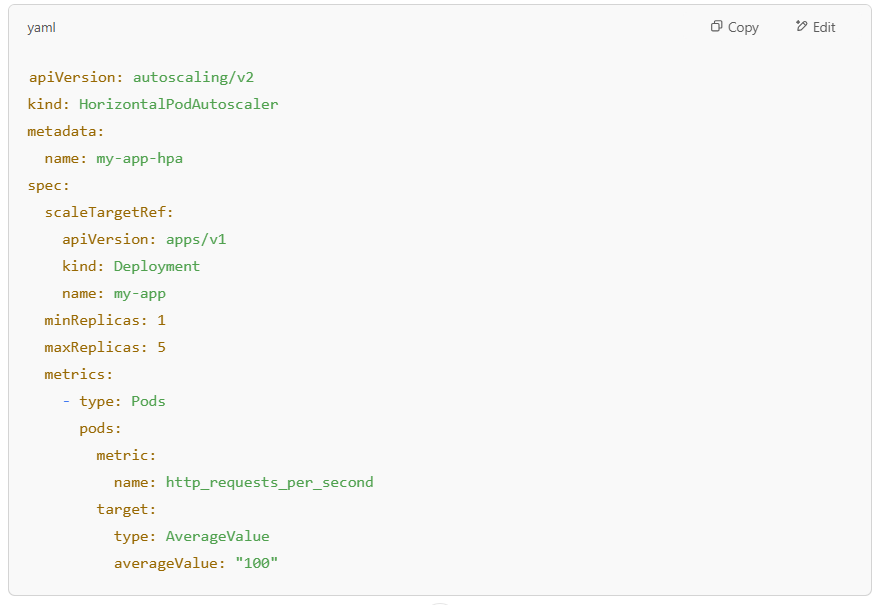 yaml
Copy
Edit
apiVersion: autoscaling/v2
kind: HorizontalPodAutoscaler
metadata:
  name: my-app-hpa
spec:
  scaleTargetRef:
    apiVersion: apps/v1
    kind: Deployment
    name: my-app
  minReplicas: 1
  maxReplicas: 5
  metrics:
    - type: Pods
      pods:
        metric:
          name: http_requests_per_second
        target:
          type: AverageValue
          averageValue: "100"